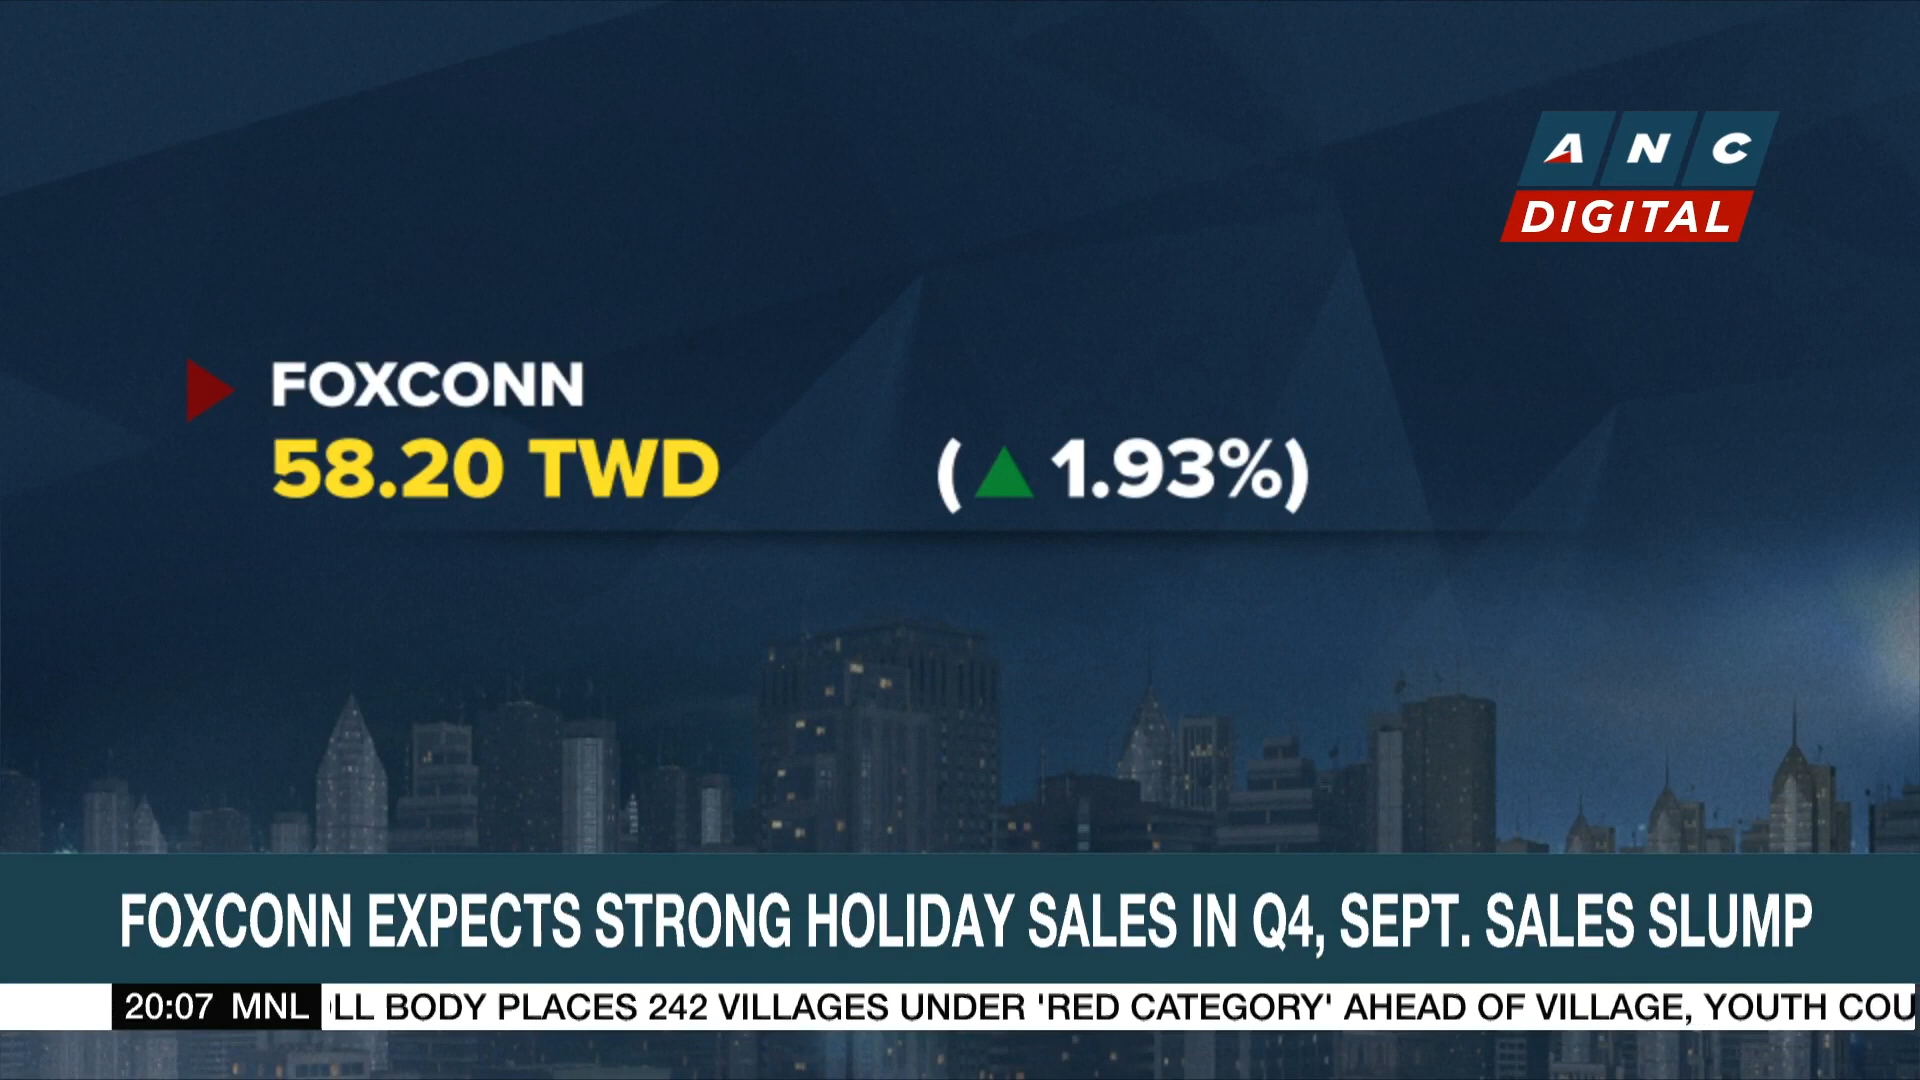 ANC
DIGITAL
FOXCONN
58.20 TWD (▲1.93%)
FOXCONN EXPECTS STRONG HOLIDAY SALES IN Q4, SEPT. SALES SLUMP
20:07 MNL LL BODY PLACES 242 VILLAGES UNDER 'RED CATEGORY' AHEAD OF VILLAGE, YOUTH COU